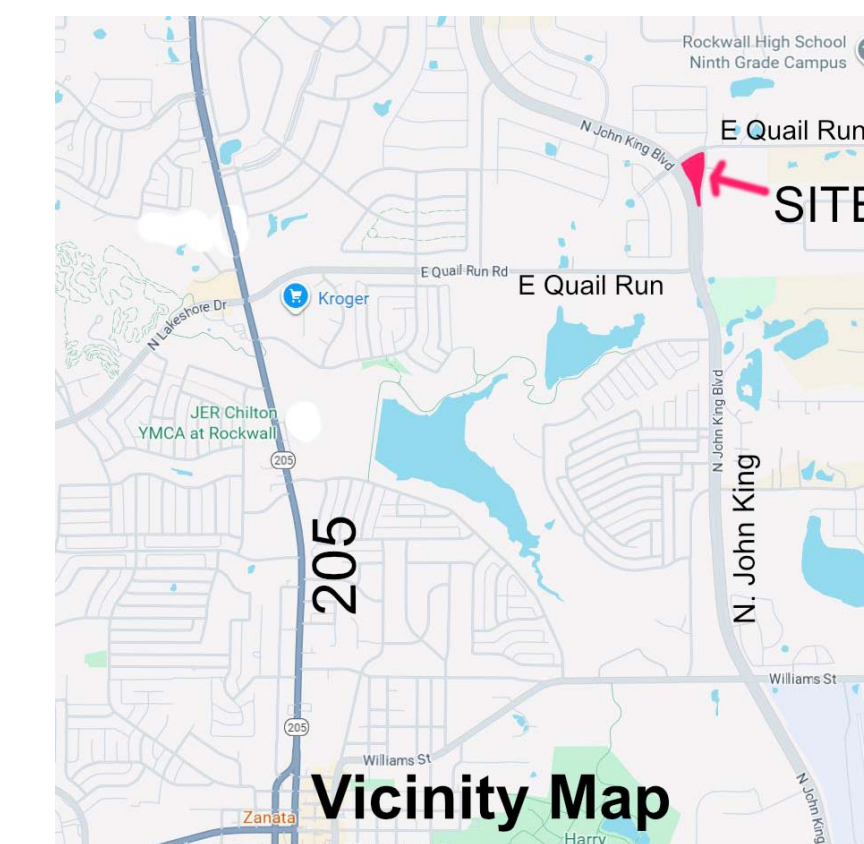 Rockwall High School
Ninth Grade Campus
N John King Blvd
E Quail Run
SITE
E Quail Run Rd
E Quail Run
Kroger
N Lakeshore Dr
N John King Blvd
JER Chilton
YMCA at Rockwall
205
N. John King
205
Williams St
205
Williams St
Vicinity Map
N John King
Zanata
Harry